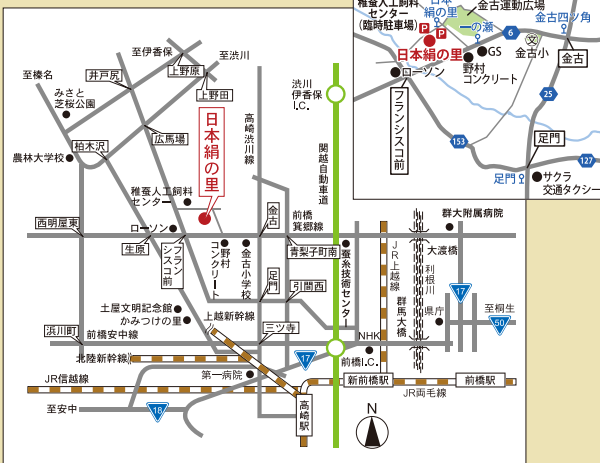 至伊香保
至渋川
上野原
至榛名
井戸尻
みさと
芝桜公園
上野田
広馬場
柏木沢
農林大学校
日本絹の里
高崎渋川線
渋川
伊香保
I.C.
関越自動車道
稚蚕人工飼料
センター
西明屋東
ローソン
生原
フランシスコ前
野村
コンクリート
金古小学校
金古
足門
前橋
箕郷線
青梨子町南
引間西
蚕糸技術センター
JR上越線
群馬大橋
利根川
大渡橋
群大附属病院
県庁
17
至桐生
50
土屋文明記念館
かみつけの里
上越新幹線
三ツ寺
浜川町
前橋安中線
北陸新幹線
17
NHK
前橋I.C.
第一病院
JR信越線
新前橋駅
前橋駅
JR両毛線
至安中
18
高崎駅
N
稚蚕人工飼料
センター
(臨時駐車場)
日本
絹の里
金古運動広場
一の瀬
P
P
日本絹の里
6
金古四ツ角
文
金古小
GS
野村
コンクリート
金古
ローソン
フランシスコ前
25
153
足門
127
足門
サクラ
交通タクシー